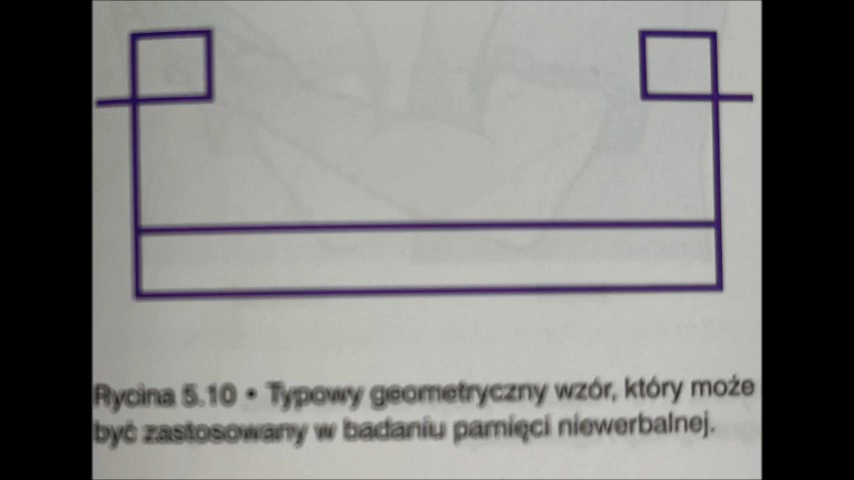 Rycina 5.10 • Typowy geometryczny wzór, który może
być zastosowany w badaniu pamięci niewerbalnej.